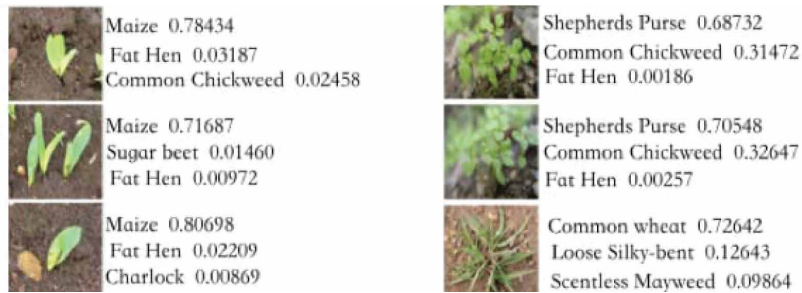 Maize 0.78434
Fat Hen 0.03187
Common Chickweed 0.02458
Maize 0.71687
Sugar beet 0.01460
Fat Hen 0.00972
Maize 0.80698
Fat Hen 0.02209
Charlock 0.00869
Shepherds Purse 0.68732
Common Chickweed 0.31472
Fat Hen 0.00186
Shepherds Purse 0.70548
Common Chickweed 0.32647
Fat Hen 0.00257
Common wheat 0.72642
Loose Silky-bent 0.12643
Scentless Mayweed 0.09864